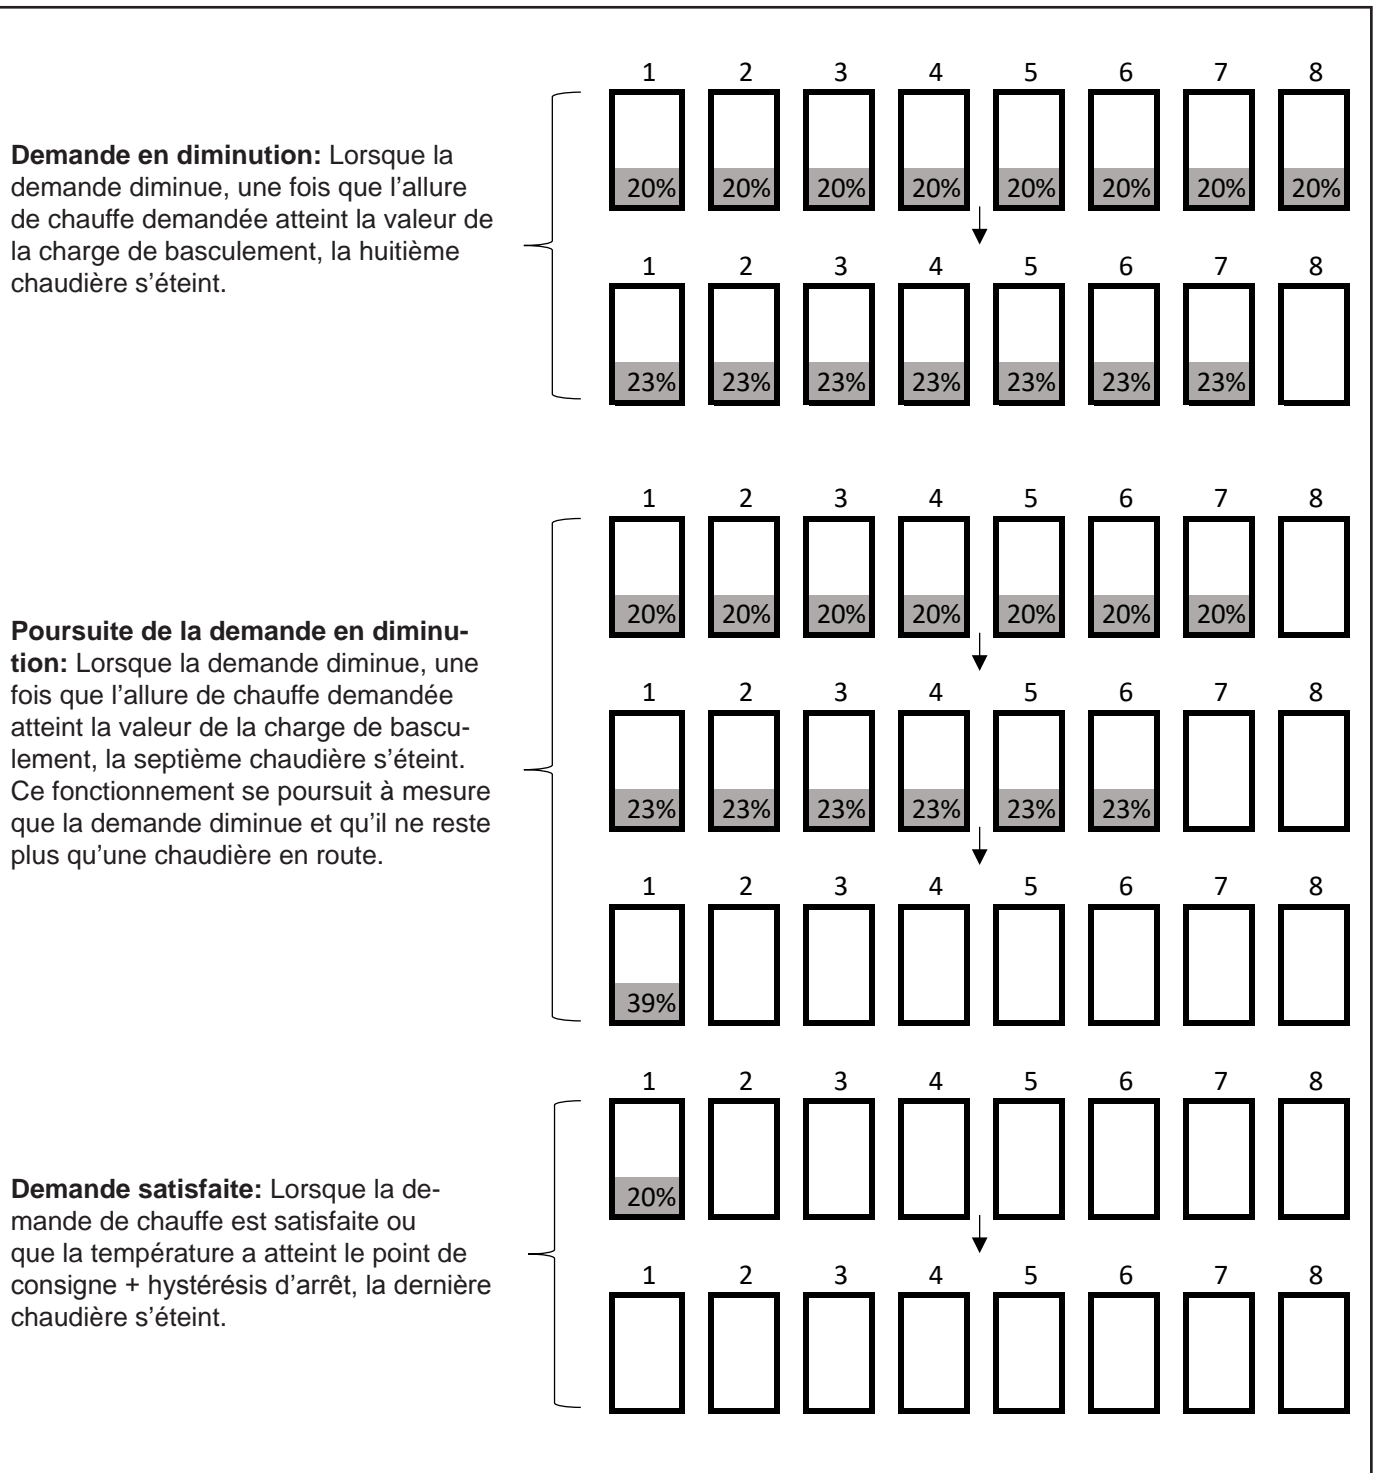 1 2 3 4 5 6 7 8
20% 20% 20% 20% 20% 20% 20% 20%
Demande en diminution: Lorsque la
demande diminue, une fois que l’allure
de chauffe demandée atteint la valeur de
la charge de basculement, la huitième
chaudière s’éteint.
1 2 3 4 5 6 7 8
23% 23% 23% 23% 23% 23% 23%
1 2 3 4 5 6 7 8
20% 20% 20% 20% 20% 20% 20%
Poursuite de la demande en diminu-
tion: Lorsque la demande diminue, une
fois que l’allure de chauffe demandée
atteint la valeur de la charge de bascu-
lement, la septième chaudière s’éteint.
Ce fonctionnement se poursuit à mesure
que la demande diminue et qu’il ne reste
plus qu’une chaudière en route.
1 2 3 4 5 6 7 8
23% 23% 23% 23% 23% 23%
1 2 3 4 5 6 7 8
39%
1 2 3 4 5 6 7 8
20%
Demande satisfaite: Lorsque la de-
mande de chauffe est satisfaite ou
que la température a atteint le point de
consigne + hystérésis d’arrêt, la dernière
chaudière s’éteint.
1 2 3 4 5 6 7 8